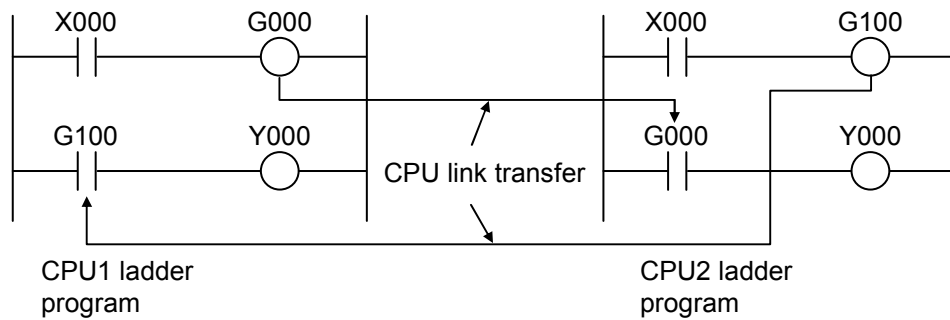 X000 G000 X000 G100
G100 Y000 G000 Y000
CPU link transfer
CPU1 ladder
program
CPU2 ladder
program